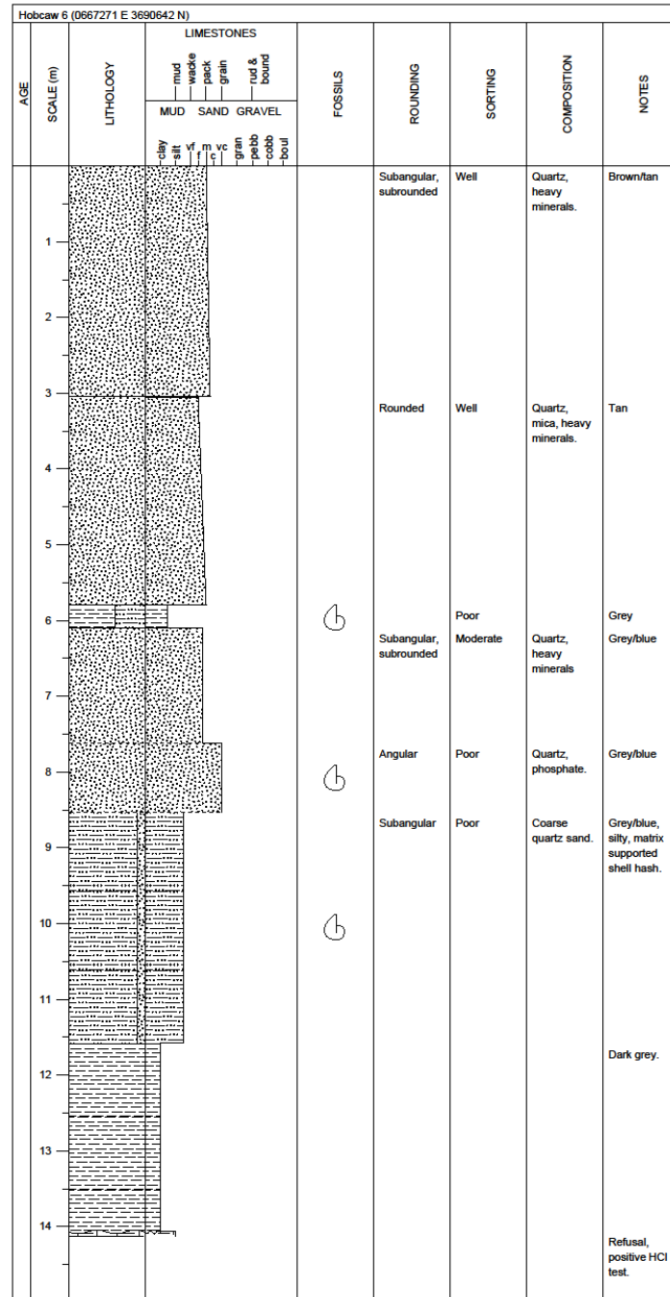 Hobcaw 6 (0667271 E 3690642 N)
AGE
SCALE (m)
LITHOLOGY
LIMESTONES
mud
wacke
pack
grain
rud &
bound
MUD SAND GRAVEL
clay
silt
vf
f
m
c
vc
gran
pebb
cobb
boul
FOSSILS
ROUNDING
SORTING
COMPOSITION
NOTES
Subangular,
subrounded
Well
Quartz,
heavy
minerals.
Brown/tan
1
2
3
Rounded
Well
Quartz,
mica, heavy
minerals.
Tan
4
5
6
Poor
Grey
Subangular,
subrounded
Moderate
Quartz,
heavy
minerals
Grey/blue
7
Angular
Poor
Quartz,
phosphate.
Grey/blue
8
Subangular
Poor
Coarse
quartz sand.
Grey/blue,
silty, matrix
supported
shell hash.
9
10
11
12
Dark grey.
13
14
Refusal,
positive HCl
test.